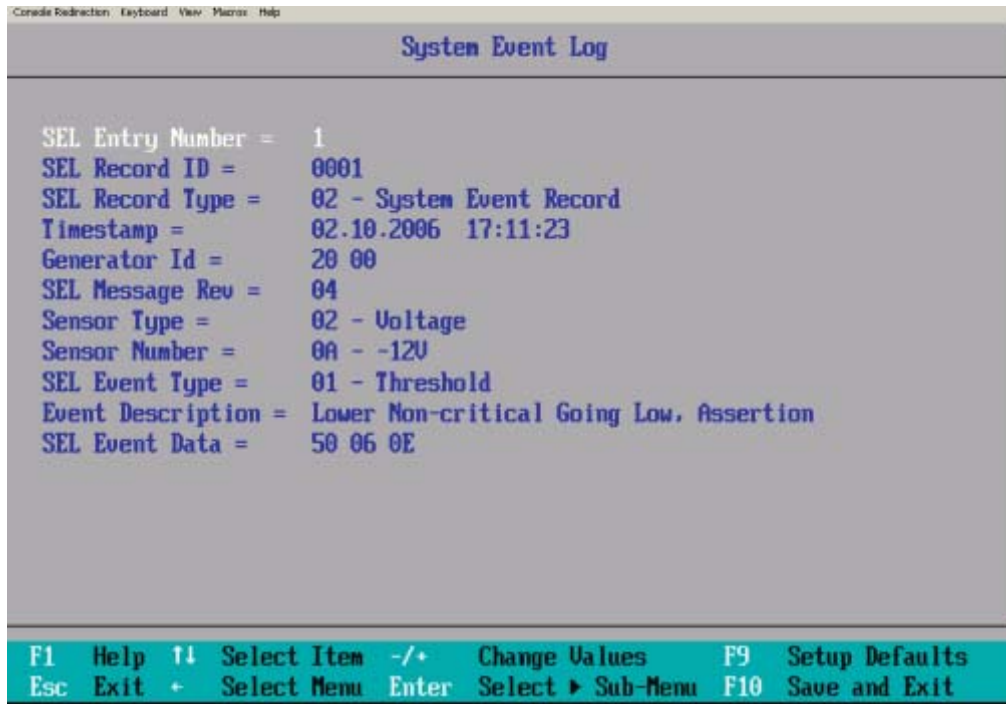 Console Redirection Keyboard View Macros Help
System Event Log
SEL Entry Number = 1
SEL Record ID = 0001
SEL Record Type = 02 - System Event Record
Timestamp = 02.10.2006 17:11:23
Generator Id = 20 00
SEL Message Rev = 04
Sensor Type = 02 - Voltage
Sensor Number = 0A - -12V
SEL Event Type = 01 - Threshold
Event Description = Lower Non-critical Going Low, Assertion
SEL Event Data = 50 06 0E
F1 Help ↑↓ Select Item -/+ Change Values F9 Setup Defaults
Esc Exit ← Select Menu Enter Select ▶ Sub-Menu F10 Save and Exit